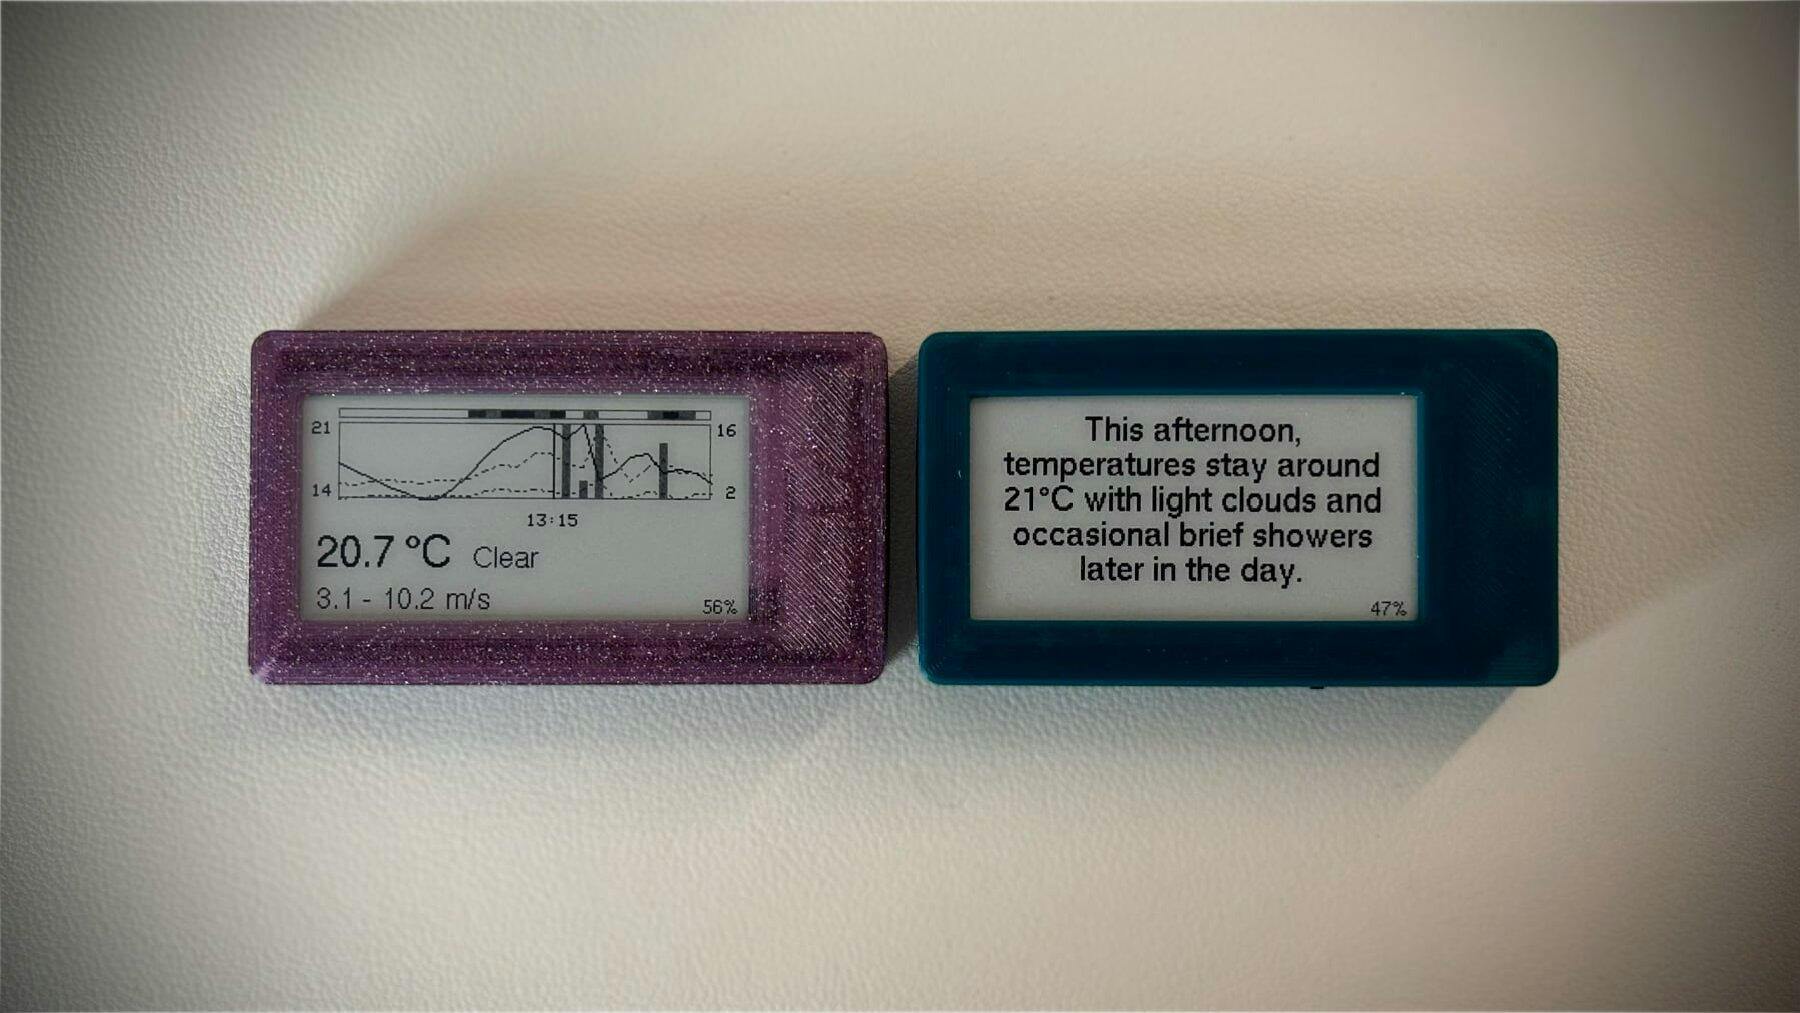 21 16
14 2
13:15
20.7 °C Clear
3.1 - 10.2 m/s
56%
This afternoon,
temperatures stay around
21°C with light clouds and
occasional brief showers
later in the day.
47%